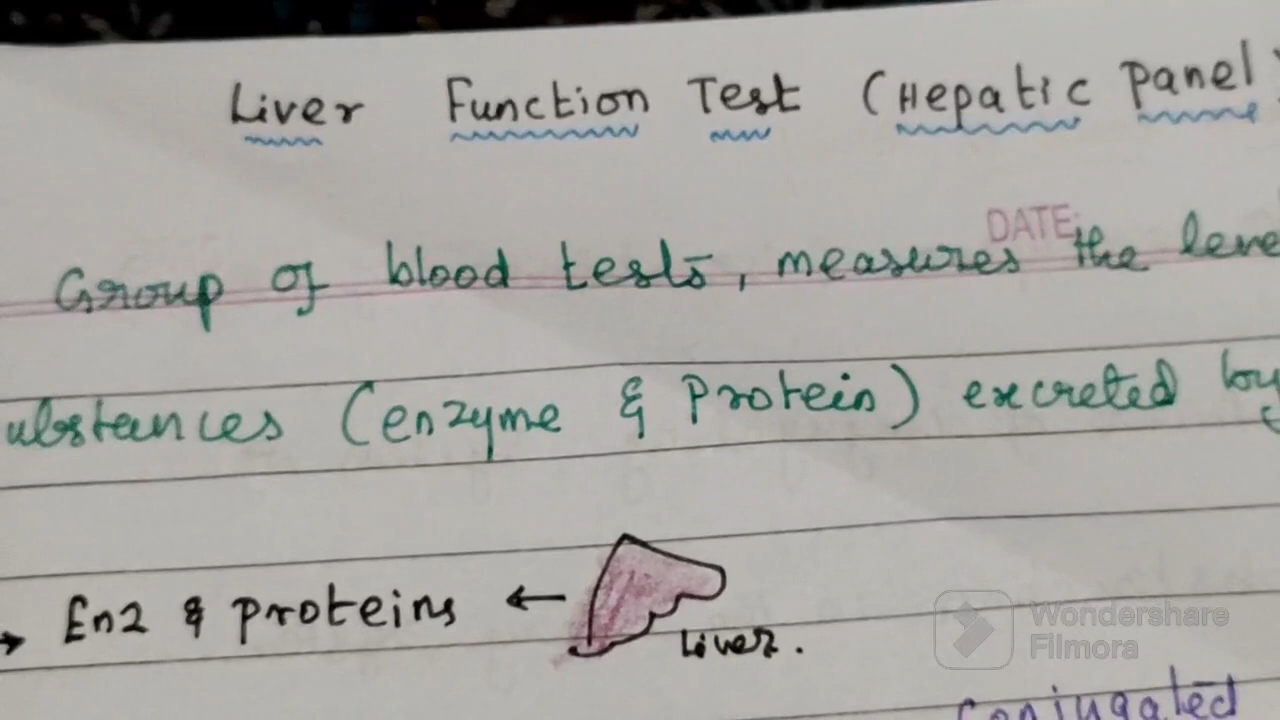 Liver Function Test (Hepatic Panel)
DATE:
Group of blood tests, measures the leve
ubstances (enzyme & Protein) excreted by
→ Enz & proteins ←
Liver.
Wondershare
Filmora
Conjugated